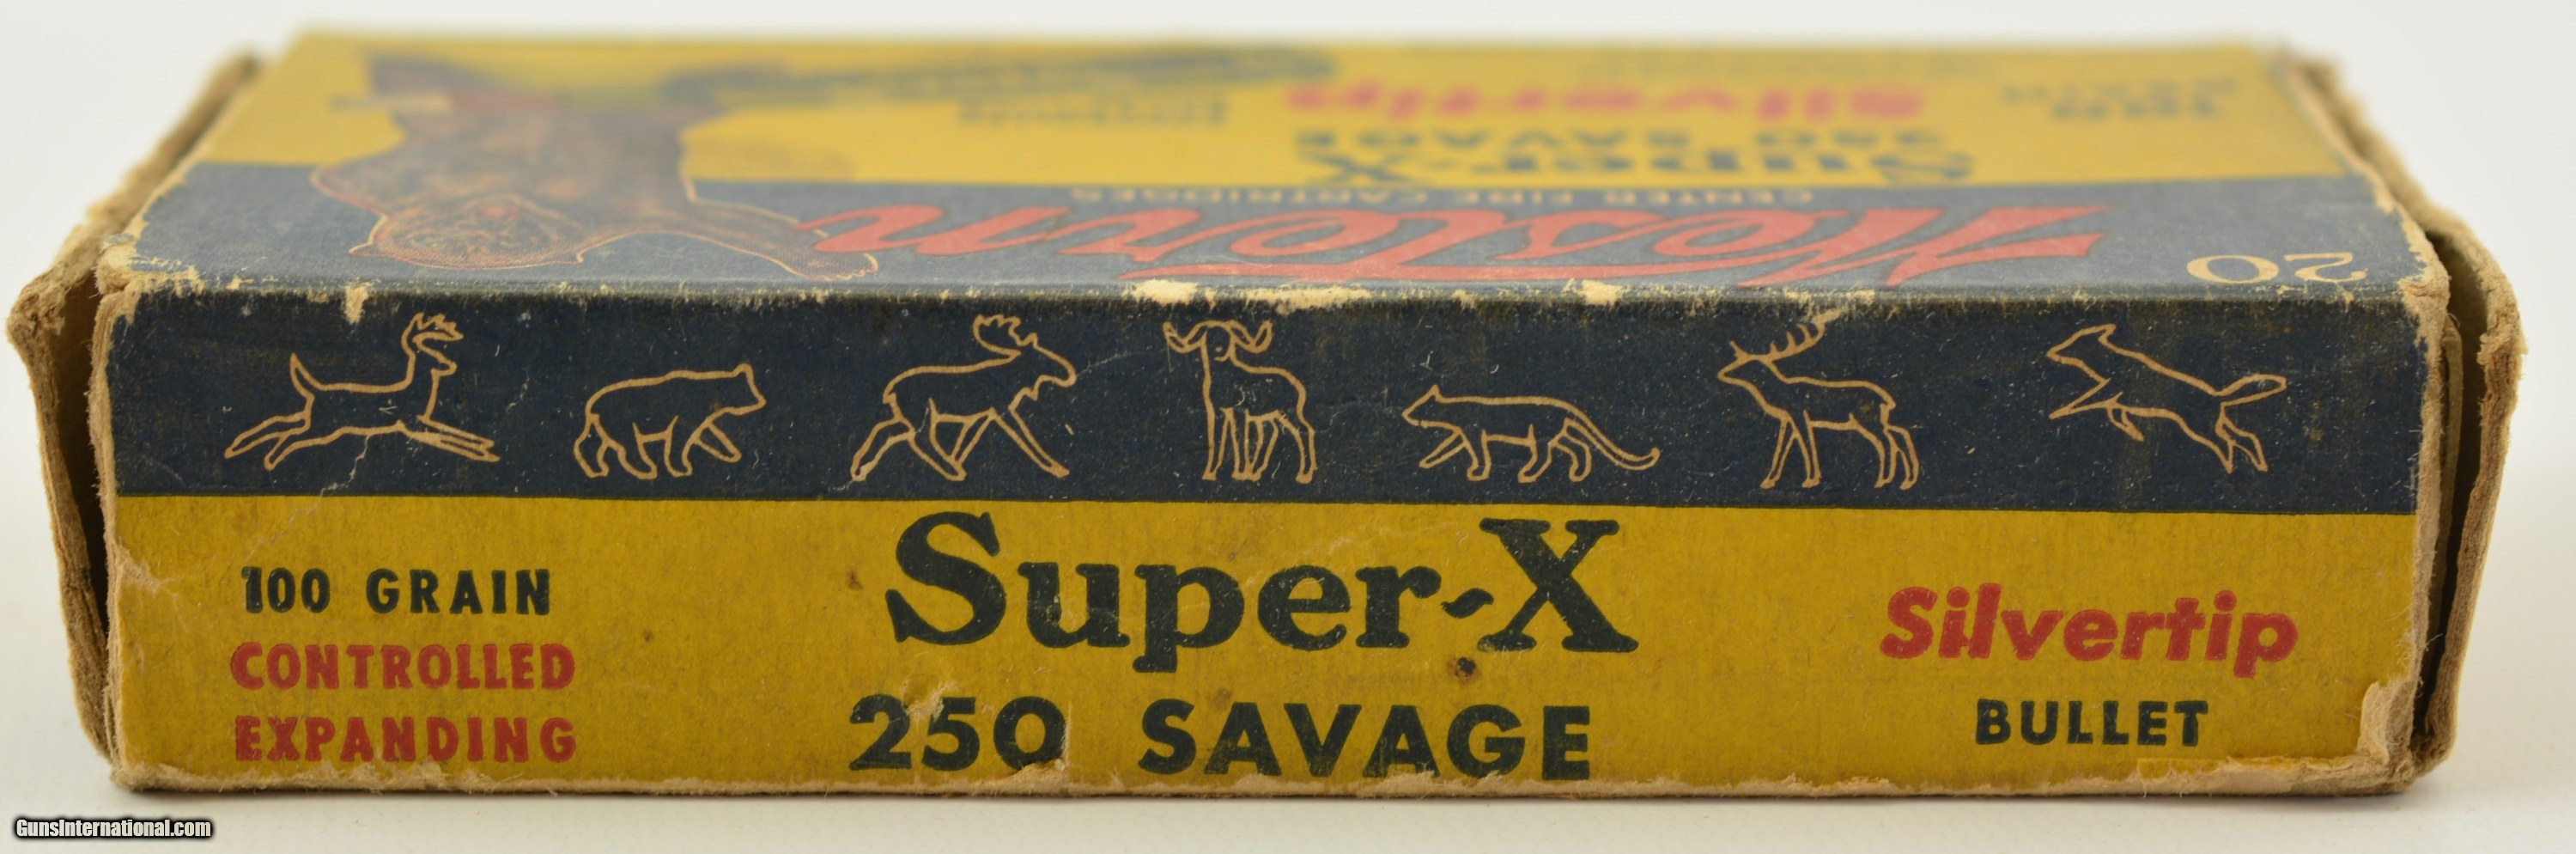 Silvertip
250 SAVAGE
Super-X
CENTER FIRE CARTRIDGES
Western
20
100 GRAIN
CONTROLLED
EXPANDING
Super-X
250 SAVAGE
Silvertip
BULLET
GunsInternational.com